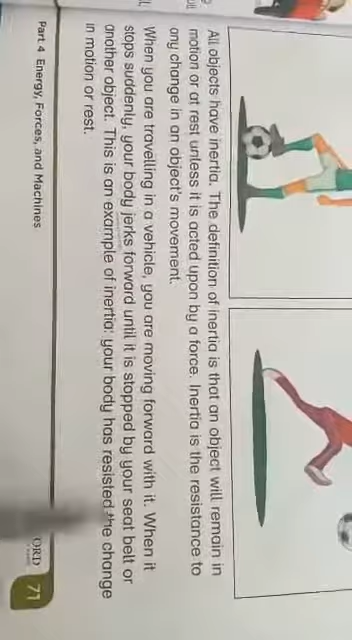 All objects have inertia. The definition of inertia is that an object will remain in
motion or at rest unless it is acted upon by a force. Inertia is the resistance to
any change in an object's movement.
When you are travelling in a vehicle, you are moving forward with it. When it
stops suddenly, your body jerks forward until it is stopped by your seat belt or
another object. This is an example of inertia: your body has resisted the change
in motion or rest.
Part 4 Energy, Forces, and Machines
ORD
71